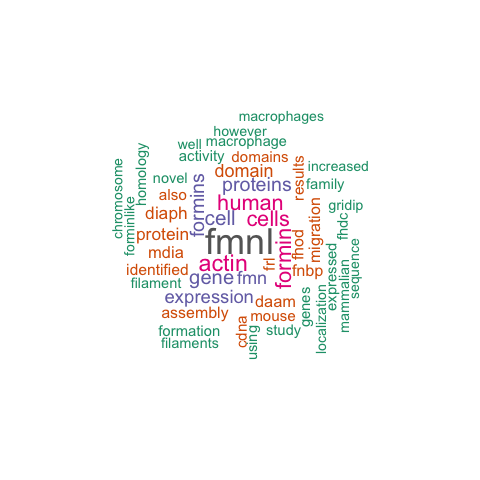 macrophages
however
well
macrophage
activity
domains
increased
novel
domain
results
chromosome
homology
forminlike
also
formins
proteins
family
human
gridip
diaph
cell
cells
fhdc
protein
fmnl
formin
fhod
migration
mdia
actin
frl
fnbp
identified
gene
fmn
filament
expression
daam
genes
localization
expressed
mammalian
sequence
assembly
mouse
formation
cdna
using
study
filaments